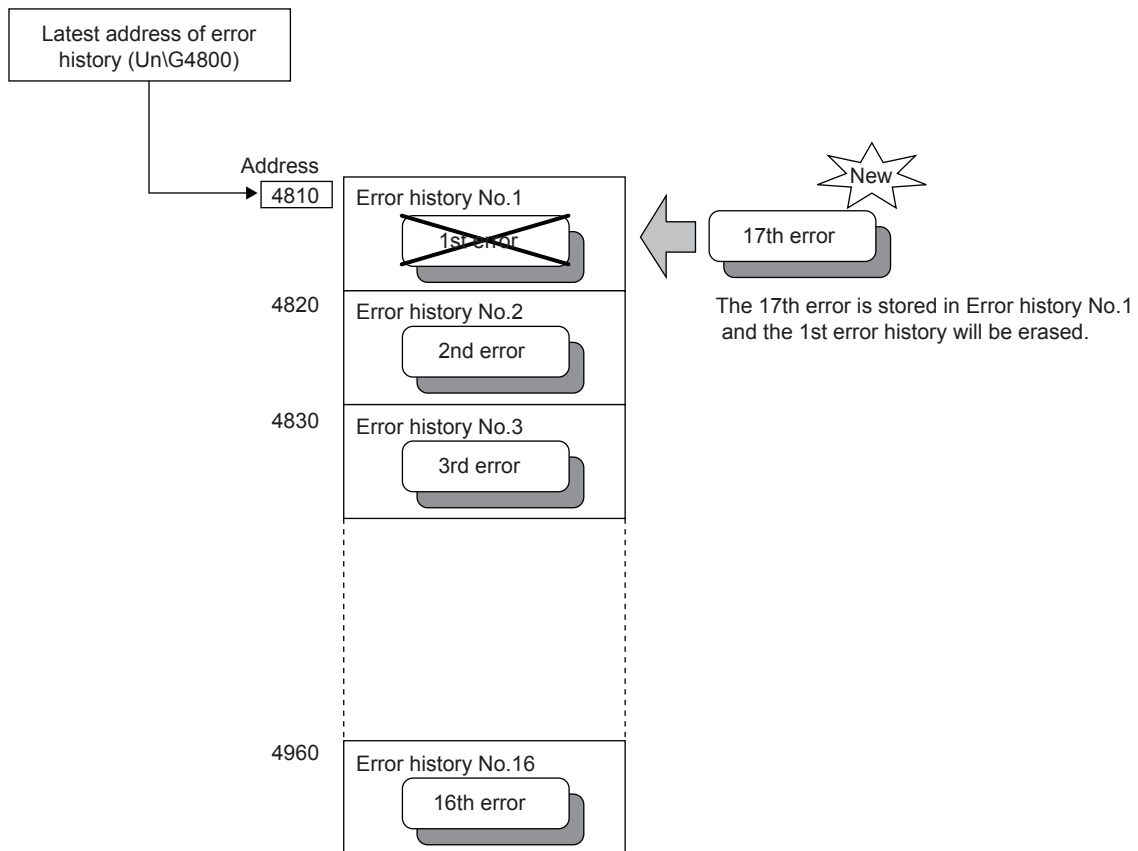 Latest address of error
history (Un\G4800)
Address
4810
Error history No.1
1st error
New
17th error
The 17th error is stored in Error history No.1
and the 1st error history will be erased.
4820
Error history No.2
2nd error
4830
Error history No.3
3rd error
4960
Error history No.16
16th error